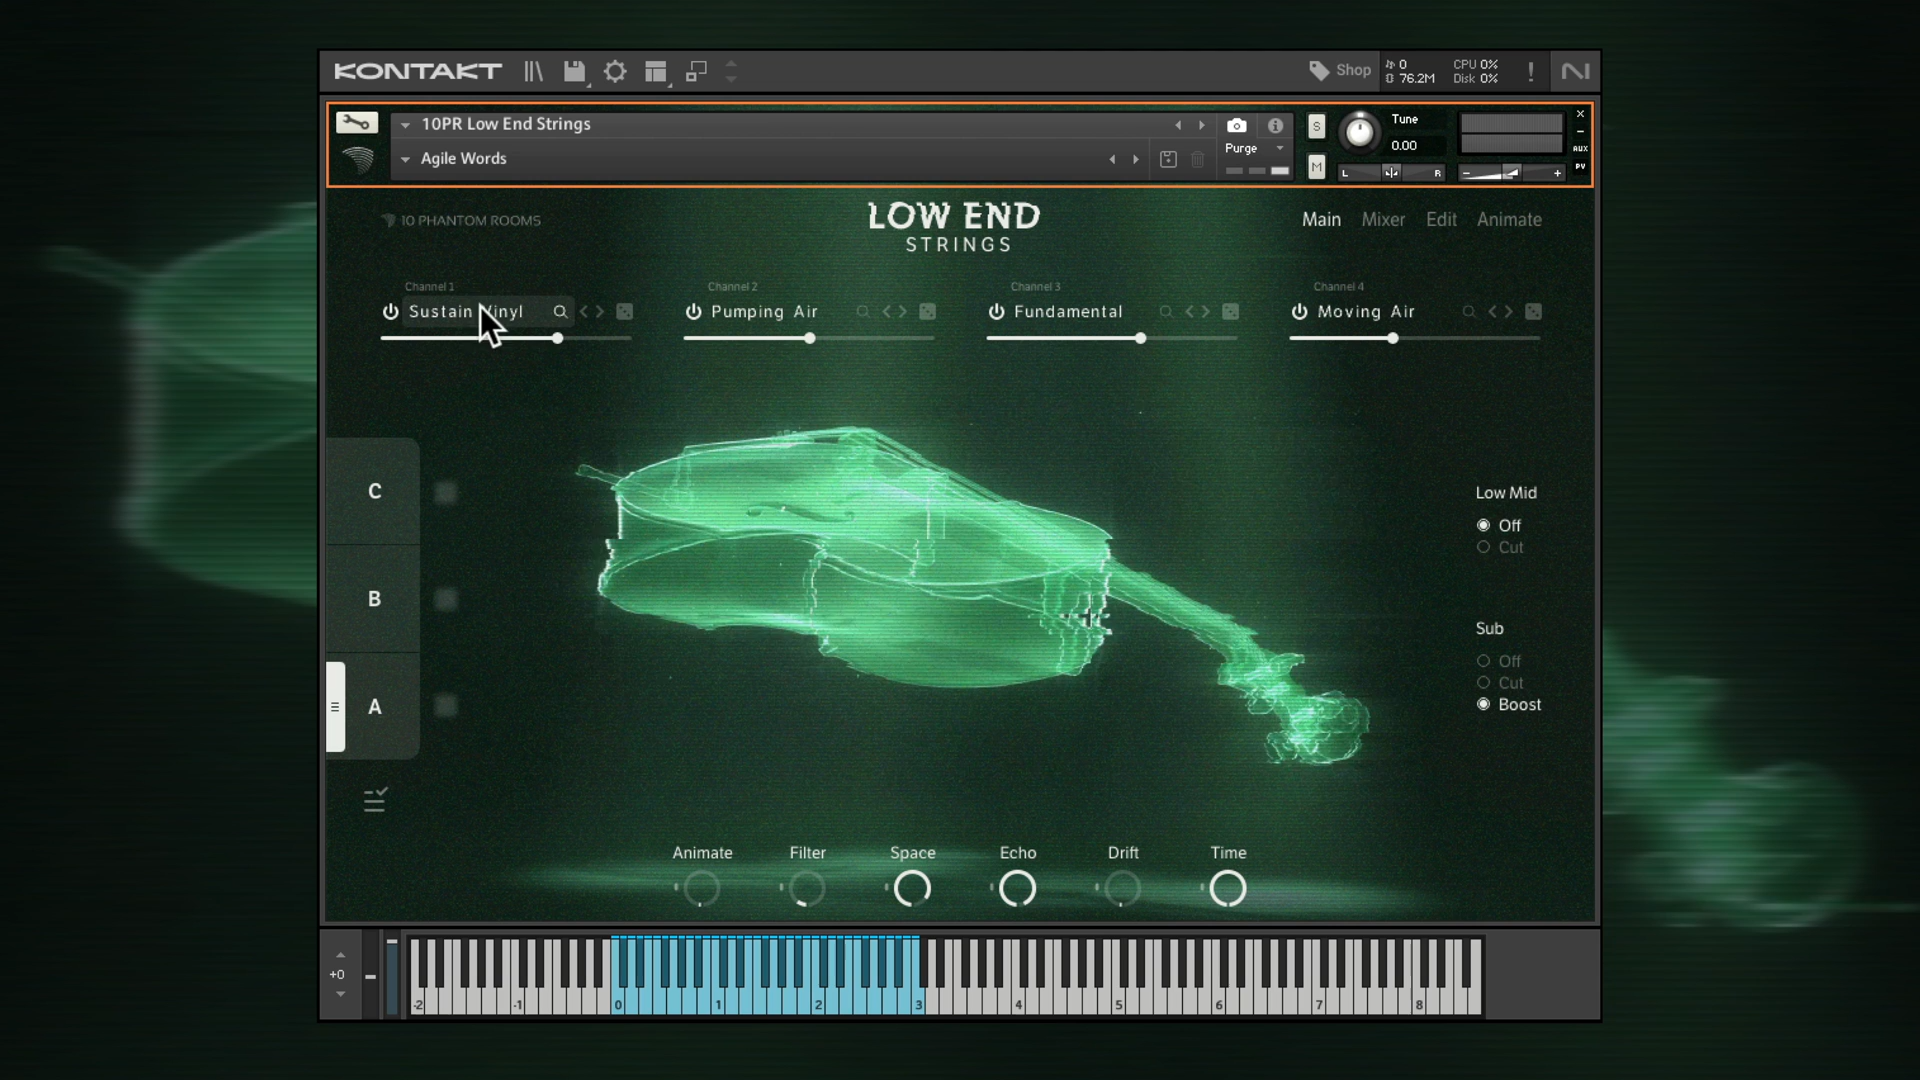 KONTAKT
Shop
0
76.2M
CPU 0%
Disk 0%
!
10PR Low End Strings
Agile Words
Purge
S
M
Tune
0.00
L
R
AUX
PV
10 PHANTOM ROOMS
LOW END
STRINGS
Main
Mixer
Edit
Animate
Channel 1
Channel 2
Channel 3
Channel 4
Sustain
Pumping Air
Fundamental
Moving Air
C
B
A
Low Mid
Off
Cut
Sub
Off
Cut
Boost
Animate
Filter
Space
Echo
Drift
Time
+0
-2
-1
0
1
2
3
4
5
6
7
8